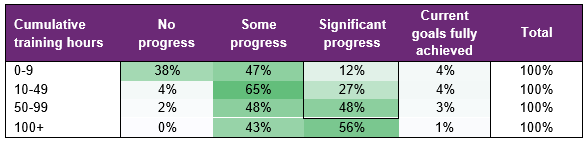 Cumulative training hours | No progress | Some progress | Significant progress | Current goals fully achieved | Total
0-9 | 38% | 47% | 12% | 4% | 100%
10-49 | 4% | 65% | 27% | 4% | 100%
50-99 | 2% | 48% | 48% | 3% | 100%
100+ | 0% | 43% | 56% | 1% | 100%